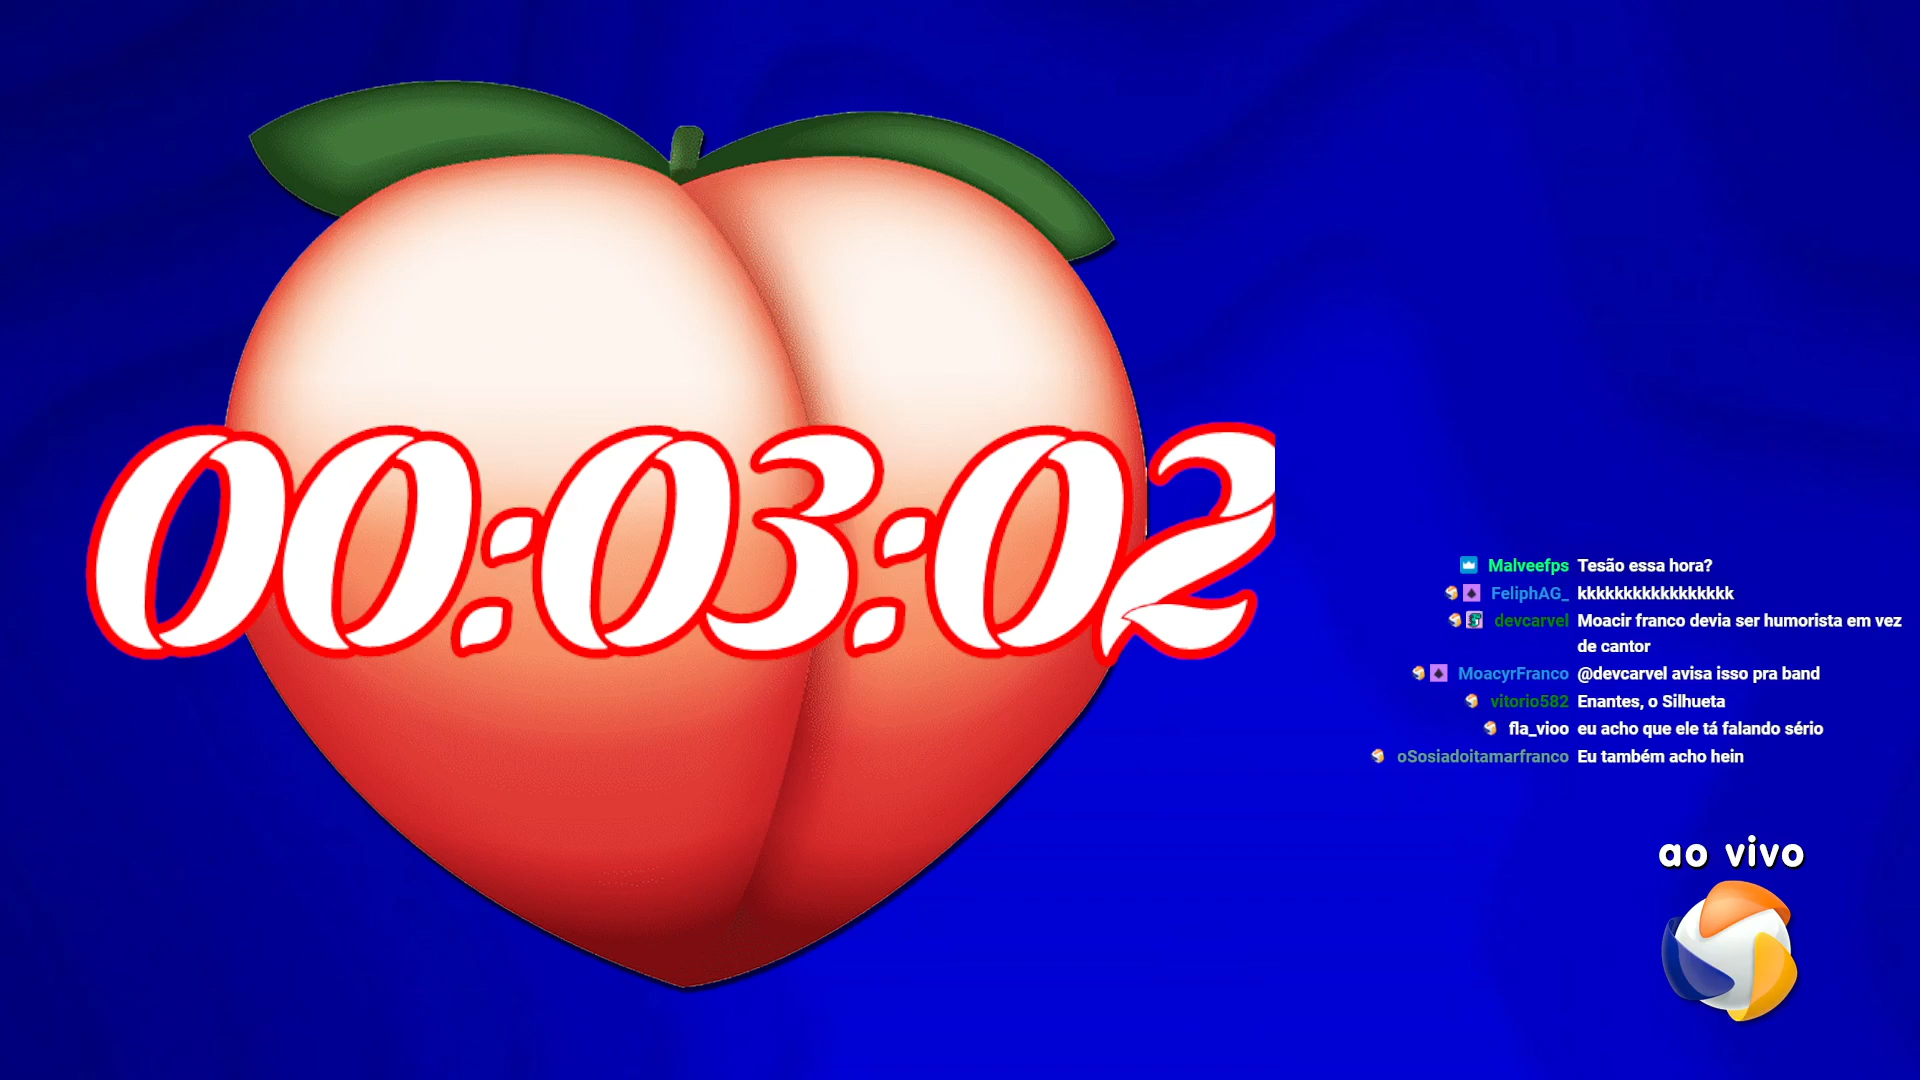 00:03:02
Malveefps Tesão essa hora?
FeliphAG_ kkkkkkkkkkkkkkkkk
devcarvel Moacir franco devia ser humorista em vez
de cantor
MoacyrFranco @devcarvel avisa isso pra band
vitorio582 Enantes, o Silhueta
fla_vioo eu acho que ele tá falando sério
oSosiadoitamarfranco Eu também acho hein
ao vivo